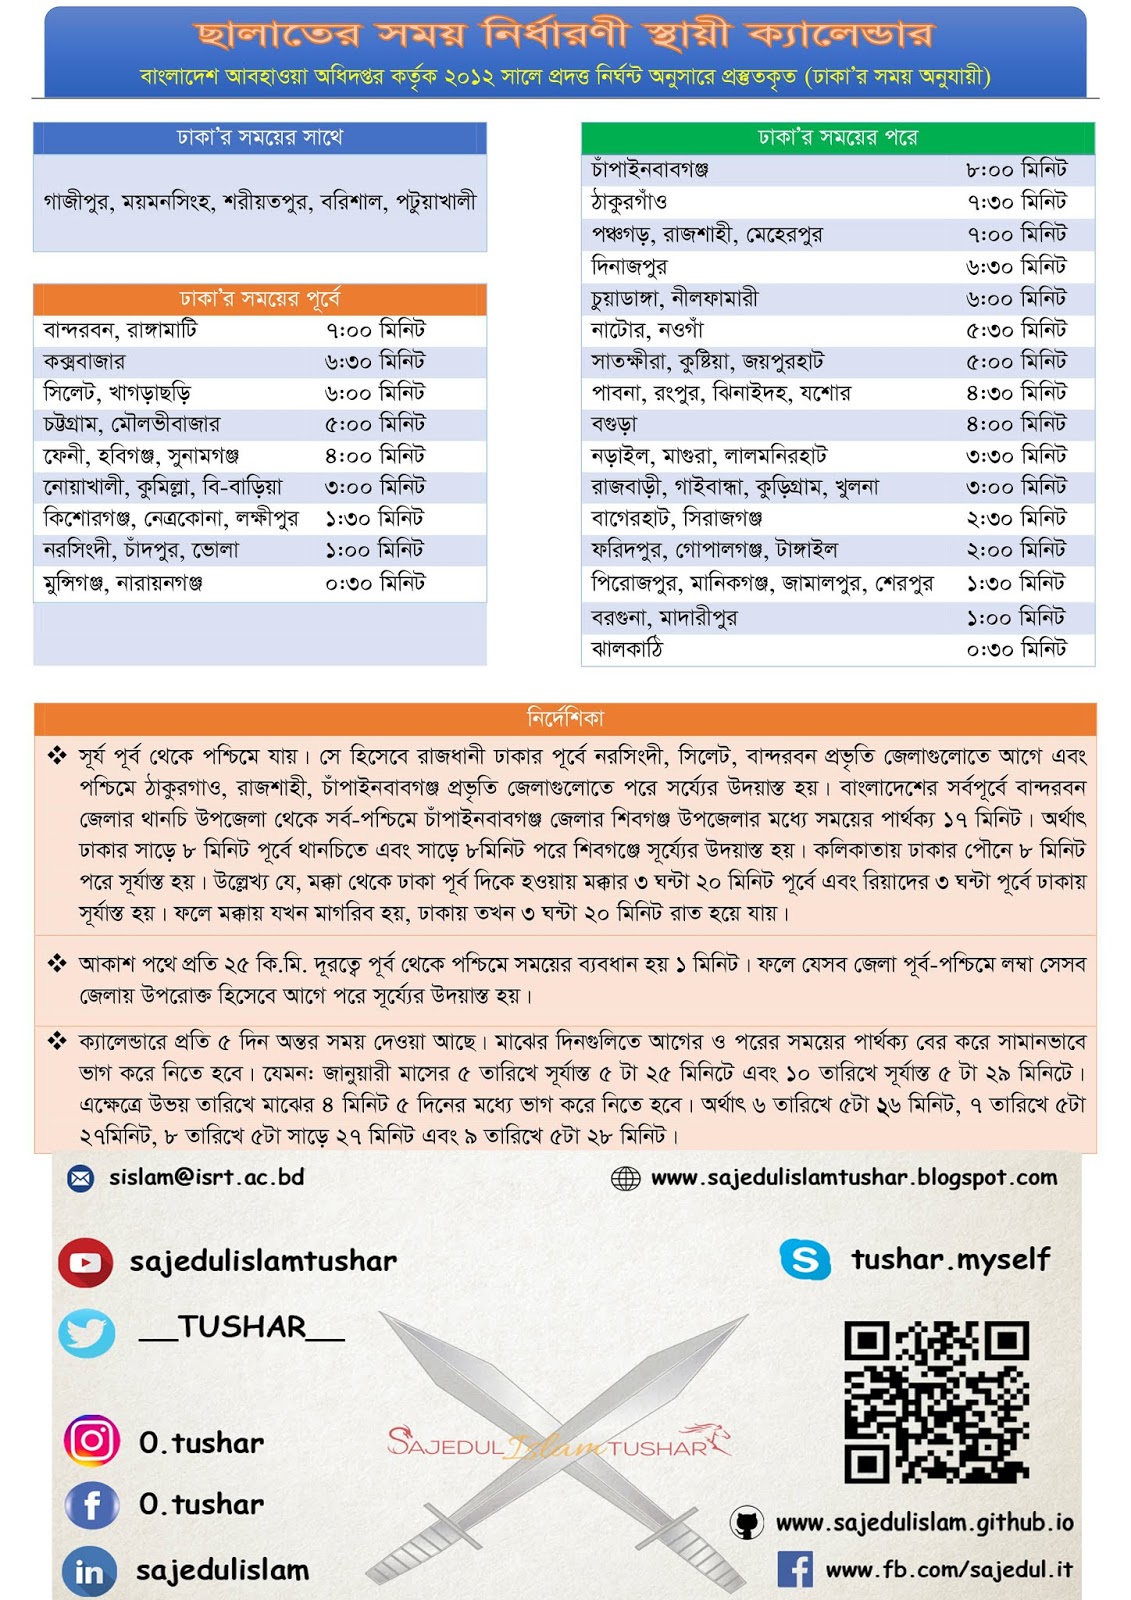 ছালাতের সময় নির্ধারণী স্থায়ী ক্যালেন্ডার
বাংলাদেশ আবহাওয়া অধিদপ্তর কর্তৃক ২০১২ সালে প্রদত্ত নির্ঘন্ট অনুসারে প্রস্তুতকৃত (ঢাকা'র সময় অনুযায়ী)
ঢাকা'র সময়ের সাথে
গাজীপুর, ময়মনসিংহ, শরীয়তপুর, বরিশাল, পটুয়াখালী
ঢাকা'র সময়ের পূর্বে
বান্দরবন, রাঙ্গামাটি ৭:০০ মিনিট
কক্সবাজার ৬:৩০ মিনিট
সিলেট, খাগড়াছড়ি ৬:০০ মিনিট
চট্টগ্রাম, মৌলভীবাজার ৫:০০ মিনিট
ফেনী, হবিগঞ্জ, সুনামগঞ্জ ৪:০০ মিনিট
নোয়াখালী, কুমিল্লা, বি-বাড়িয়া ৩:০০ মিনিট
কিশোরগঞ্জ, নেত্রকোনা, লক্ষীপুর ১:৩০ মিনিট
নরসিংদী, চাঁদপুর, ভোলা ১:০০ মিনিট
মুন্সিগঞ্জ, নারায়নগঞ্জ ০:৩০ মিনিট
ঢাকা'র সময়ের পরে
চাঁপাইনবাবগঞ্জ ৮:০০ মিনিট
ঠাকুরগাঁও ৭:৩০ মিনিট
পঞ্চগড়, রাজশাহী, মেহেরপুর ৭:০০ মিনিট
দিনাজপুর ৬:৩০ মিনিট
চুয়াডাঙ্গা, নীলফামারী ৬:০০ মিনিট
নাটোর, নওগাঁ ৫:৩০ মিনিট
সাতক্ষীরা, কুষ্টিয়া, জয়পুরহাট ৫:০০ মিনিট
পাবনা, রংপুর, ঝিনাইদহ, যশোর ৪:৩০ মিনিট
বগুড়া ৪:০০ মিনিট
নড়াইল, মাগুরা, লালমনিরহাট ৩:৩০ মিনিট
রাজবাড়ী, গাইবান্ধা, কুড়িগ্রাম, খুলনা ৩:০০ মিনিট
বাগেরহাট, সিরাজগঞ্জ ২:৩০ মিনিট
ফরিদপুর, গোপালগঞ্জ, টাঙ্গাইল ২:০০ মিনিট
পিরোজপুর, মানিকগঞ্জ, জামালপুর, শেরপুর ১:৩০ মিনিট
বরগুনা, মাদারীপুর ১:০০ মিনিট
ঝালকাঠি ০:৩০ মিনিট
নির্দেশিকা
❖ সূর্য পূর্ব থেকে পশ্চিমে যায়। সে হিসেবে রাজধানী ঢাকার পূর্বে নরসিংদী, সিলেট, বান্দরবন প্রভৃতি জেলাগুলোতে আগে এবং
পশ্চিমে ঠাকুরগাও, রাজশাহী, চাঁপাইনবাবগঞ্জ প্রভৃতি জেলাগুলোতে পরে সর্য্যের উদয়াস্ত হয়। বাংলাদেশের সর্বপূর্বে বান্দরবন
জেলার থানচি উপজেলা থেকে সর্ব-পশ্চিমে চাঁপাইনবাবগঞ্জ জেলার শিবগঞ্জ উপজেলার মধ্যে সময়ের পার্থক্য ১৭ মিনিট। অর্থাৎ
ঢাকার সাড়ে ৮ মিনিট পূর্বে থানচিতে এবং সাড়ে ৮মিনিট পরে শিবগঞ্জে সূর্য্যের উদয়াস্ত হয়। কলিকাতায় ঢাকার পৌনে ৮ মিনিট
পরে সূর্যাস্ত হয়। উল্লেখ্য যে, মক্কা থেকে ঢাকা পূর্ব দিকে হওয়ায় মক্কার ৩ ঘন্টা ২০ মিনিট পূর্বে এবং রিয়াদের ৩ ঘন্টা পূর্বে ঢাকায়
সূর্যাস্ত হয়। ফলে মক্কায় যখন মাগরিব হয়, ঢাকায় তখন ৩ ঘন্টা ২০ মিনিট রাত হয়ে যায়।
❖ আকাশ পথে প্রতি ২৫ কি.মি. দূরত্বে পূর্ব থেকে পশ্চিমে সময়ের ব্যবধান হয় ১ মিনিট। ফলে যেসব জেলা পূর্ব-পশ্চিমে লম্বা সেসব
জেলায় উপরোক্ত হিসেবে আগে পরে সূর্য্যের উদয়াস্ত হয়।
❖ ক্যালেন্ডারে প্রতি ৫ দিন অন্তর সময় দেওয়া আছে। মাঝের দিনগুলিতে আগের ও পরের সময়ের পার্থক্য বের করে সামানভাবে
ভাগ করে নিতে হবে। যেমন: জানুয়ারী মাসের ৫ তারিখে সূর্যাস্ত ৫ টা ২৫ মিনিটে এবং ১০ তারিখে সূর্যাস্ত ৫ টা ২৯ মিনিটে।
এক্ষেত্রে উভয় তারিখে মাঝের ৪ মিনিট ৫ দিনের মধ্যে ভাগ করে নিতে হবে। অর্থাৎ ৬ তারিখে ৫টা ২৬ মিনিট, ৭ তারিখে ৫টা
২৭মিনিট, ৮ তারিখে ৫টা সাড়ে ২৭ মিনিট এবং ৯ তারিখে ৫টা ২৮ মিনিট।
sislam@isrt.ac.bd
www.sajedulislamtushar.blogspot.com
sajedulislamtushar
tushar.myself
__TUSHAR__
SAJEDUL Islam TUSHAR
0.tushar
0.tushar
www.sajedulislam.github.io
sajedulislam
www.fb.com/sajedul.it